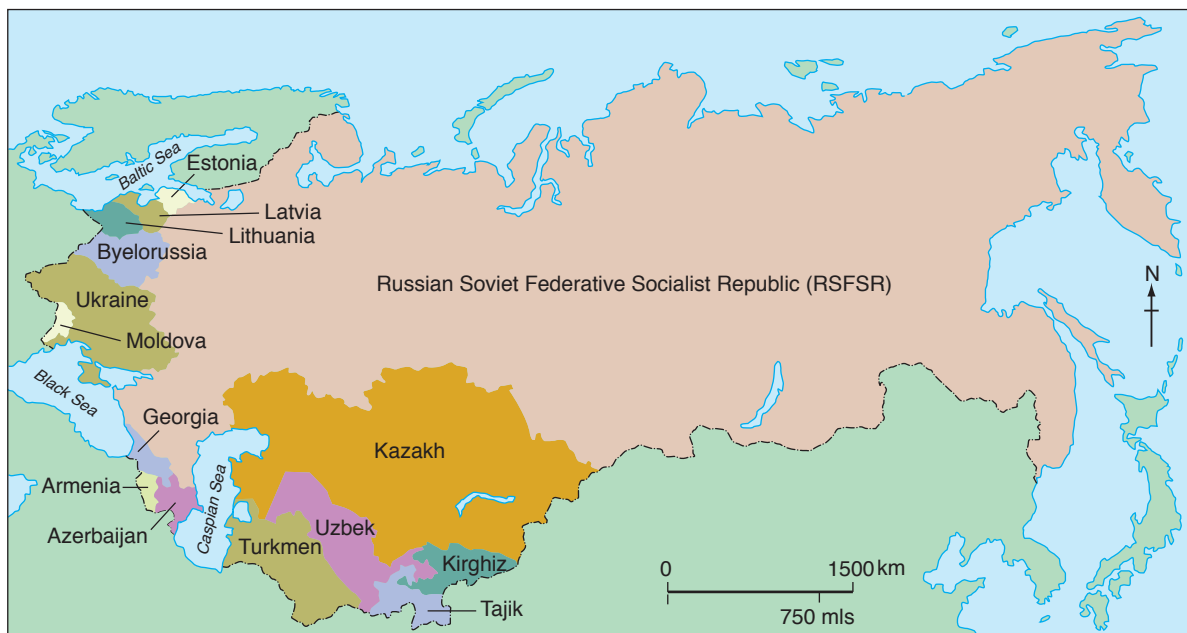 Baltic Sea
Estonia
Latvia
Lithuania
Byelorussia
Russian Soviet Federative Socialist Republic (RSFSR)
N
Ukraine
Moldova
Black Sea
Georgia
Kazakh
Armenia
Caspian Sea
Azerbaijan
Uzbek
Turkmen
Kirghiz
Tajik
0 1500 km
750 mls